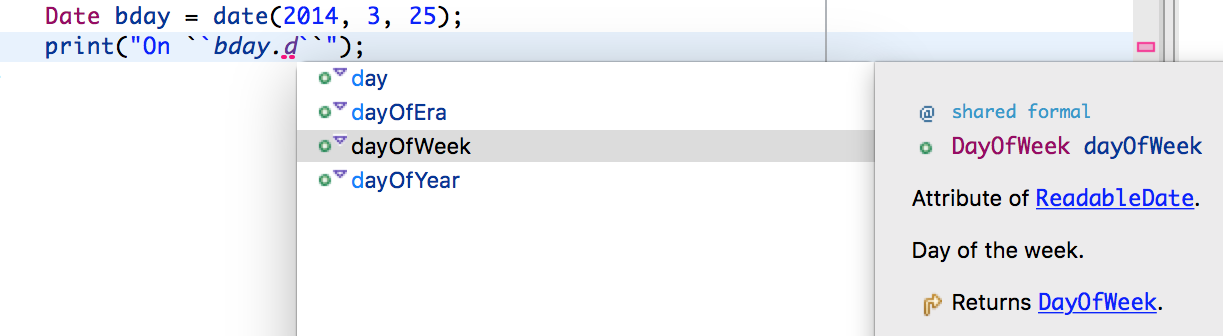 Date bday = date(2014, 3, 25);
print("On ``bday.d``");
day
dayOfEra
dayOfWeek
dayOfYear
@ shared formal
DayOfWeek dayOfWeek
Attribute of ReadableDate.
Day of the week.
Returns DayOfWeek.